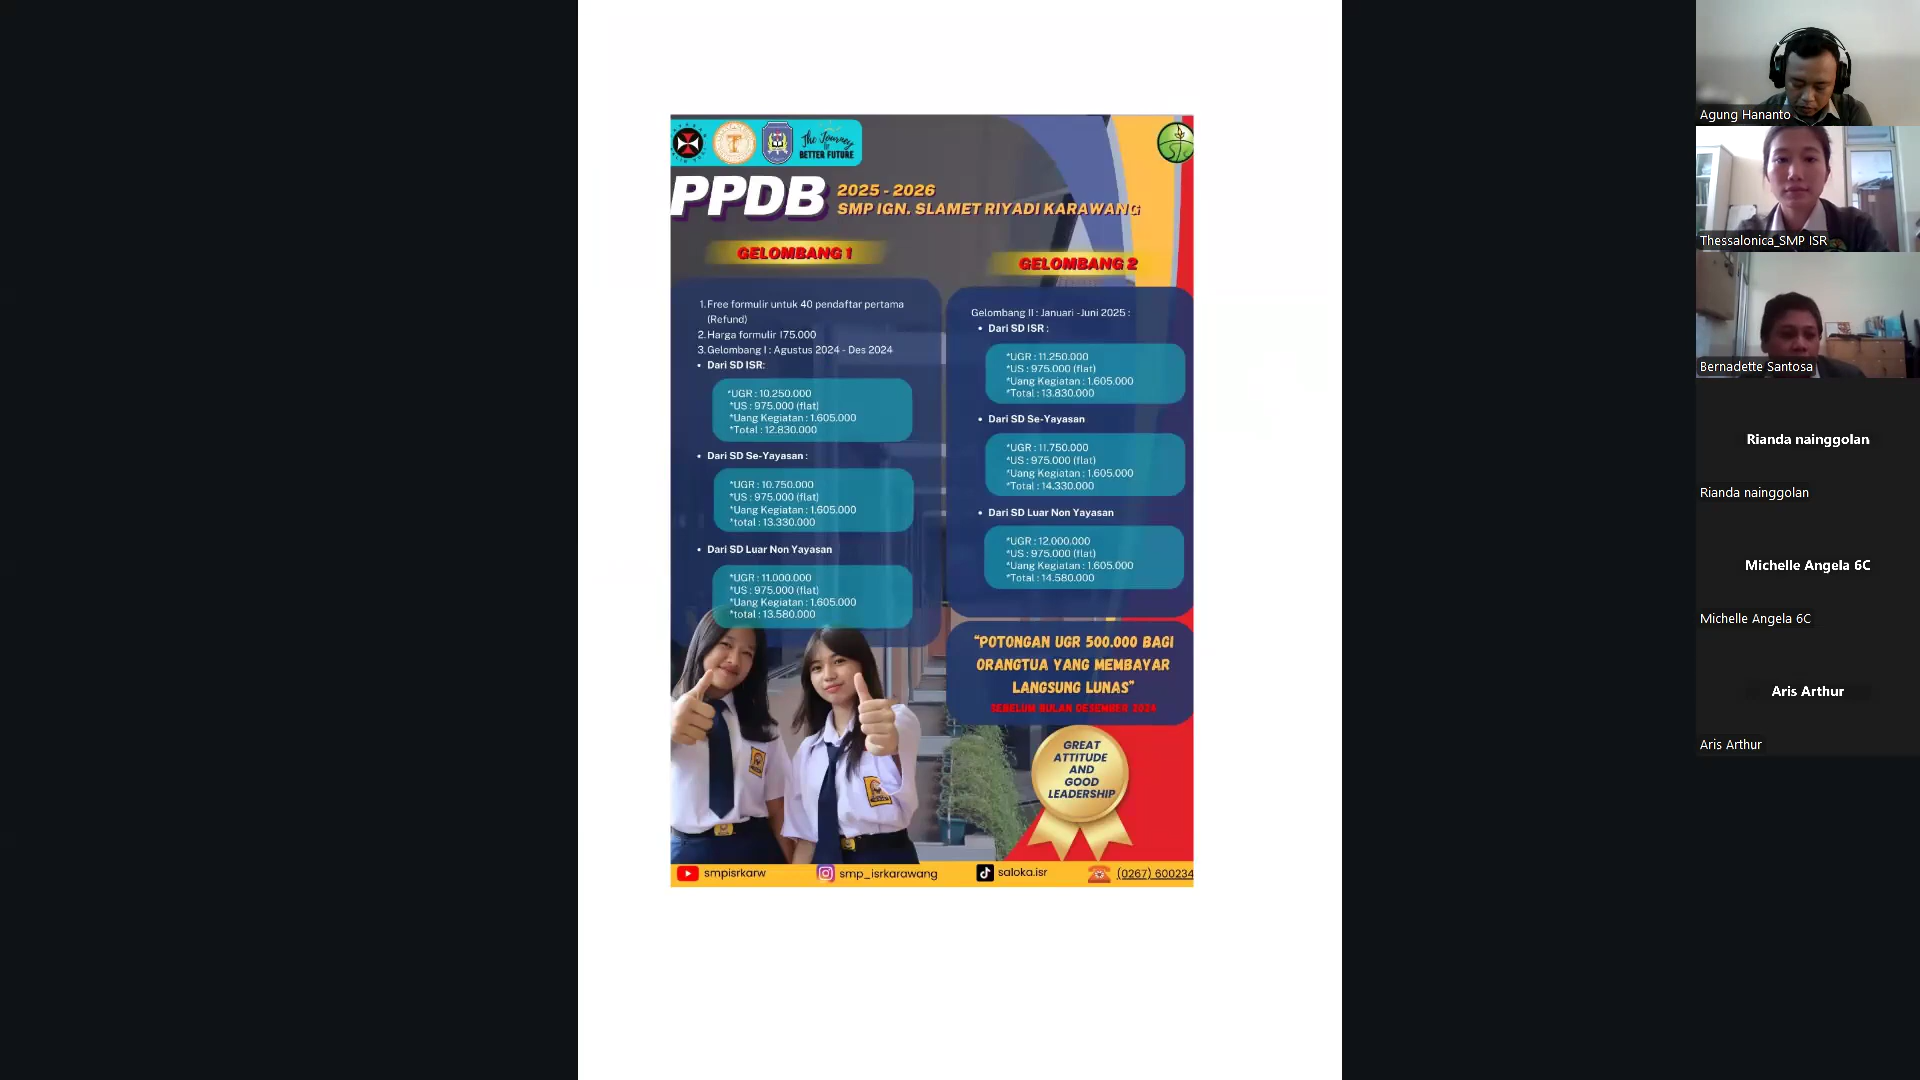 The Journey
to
BETTER FUTURE
PPDB
2025 - 2026
SMP IGN. SLAMET RIYADI KARAWANG
GELOMBANG 1
1. Free formulir untuk 40 pendaftar pertama
(Refund)
2. Harga formulir 175.000
3. Gelombang I : Agustus 2024 - Des 2024
• Dari SD ISR:
*UGR : 10.250.000
*US : 975.000 (flat)
*Uang Kegiatan : 1.605.000
*Total : 12.830.000
• Dari SD Se-Yayasan :
*UGR : 10.750.000
*US : 975.000 (flat)
*Uang Kegiatan : 1.605.000
*total : 13.330.000
• Dari SD Luar Non Yayasan
*UGR : 11.000.000
*US : 975.000 (flat)
*Uang Kegiatan : 1.605.000
*total : 13.580.000
GELOMBANG 2
Gelombang II : Januari -Juni 2025 :
• Dari SD ISR :
*UGR : 11.250.000
*US : 975.000 (flat)
*Uang Kegiatan : 1.605.000
*Total : 13.830.000
• Dari SD Se-Yayasan
*UGR : 11.750.000
*US : 975.000 (flat)
*Uang Kegiatan : 1.605.000
*Total : 14.330.000
• Dari SD Luar Non Yayasan
*UGR : 12.000.000
*US : 975.000 (flat)
*Uang Kegiatan : 1.605.000
*Total : 14.580.000
"POTONGAN UGR 500.000 BAGI
ORANGTUA YANG MEMBAYAR
LANGSUNG LUNAS"
SEBELUM BULAN DESEMBER 2024
GREAT
ATTITUDE
AND
GOOD
LEADERSHIP
smpisrkarw
smp_isrkarawang
saloka.isr
(0267) 600234
Agung Hananto
Thessalonica_SMP ISR
Bernadette Santosa
Rianda nainggolan
Rianda nainggolan
Michelle Angela 6C
Michelle Angela 6C
Aris Arthur
Aris Arthur